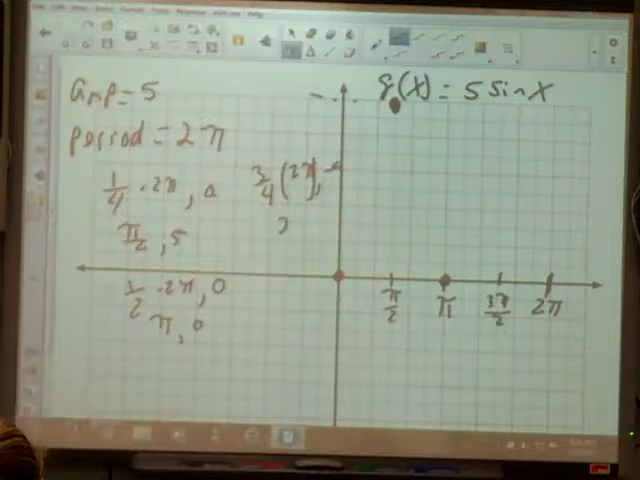 amp = 5
g(x) = 5 sin x
period = 2π
1/4 · 2π, a
3/4 (2π), -a
π/2, 5
3
1/2 · 2π, 0
π, 0
π/2 π 3π/2 2π